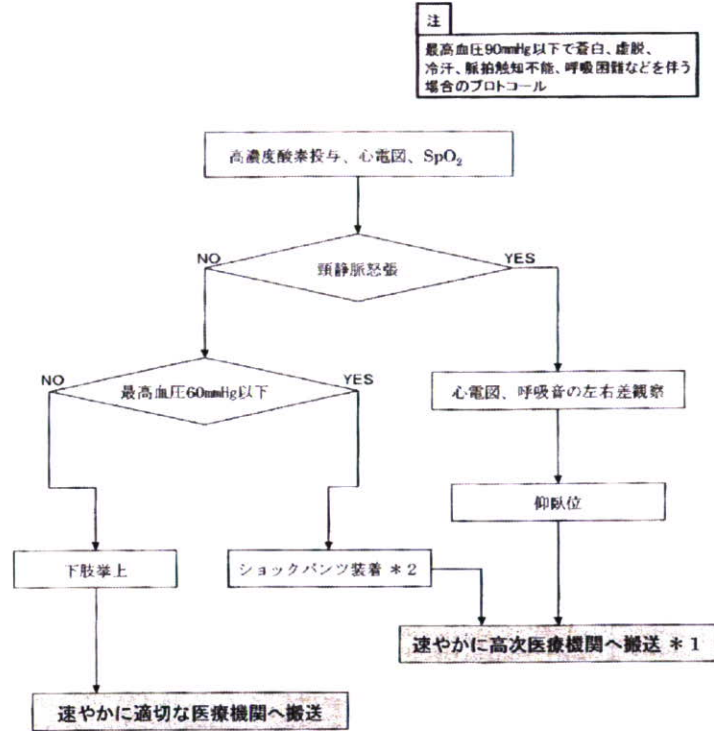 注
最高血圧90mmHg以下で蒼白、虚脱、
冷汗、脈拍触知不能、呼吸困難などを伴う
場合のプロトコール
高濃度酸素投与、心電図、SpO₂
NO
YES
頸静脈怒張
NO
YES
最高血圧60mmHg以下
心電図、呼吸音の左右差観察
仰臥位
下肢挙上
ショックパンツ装着 *2
速やかに高次医療機関へ搬送 *1
速やかに適切な医療機関へ搬送